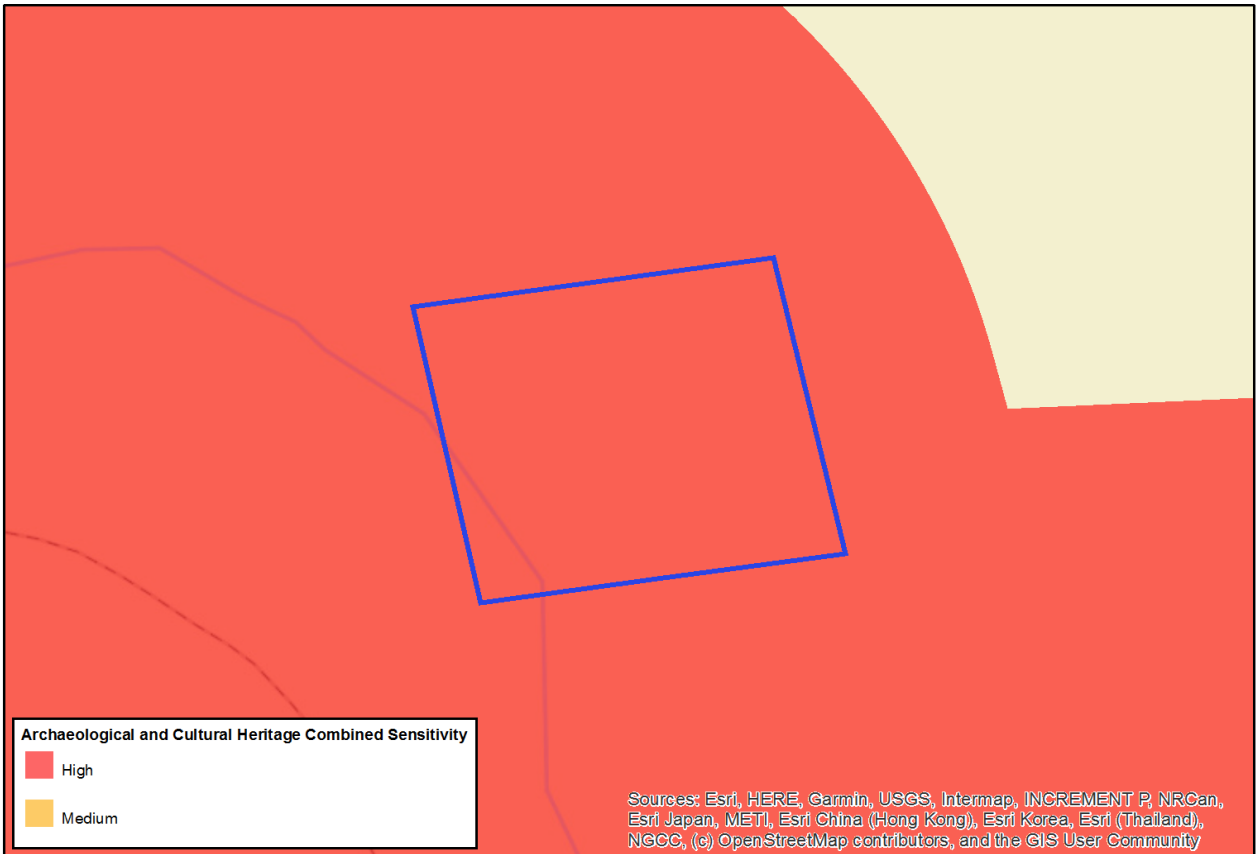 Archaeological and Cultural Heritage Combined Sensitivity
High
Medium
Sources: Esri, HERE, Garmin, USGS, Intermap, INCREMENT P, NRCan,
Esri Japan, METI, Esri China (Hong Kong), Esri Korea, Esri (Thailand),
NGCC, (c) OpenStreetMap contributors, and the GIS User Community